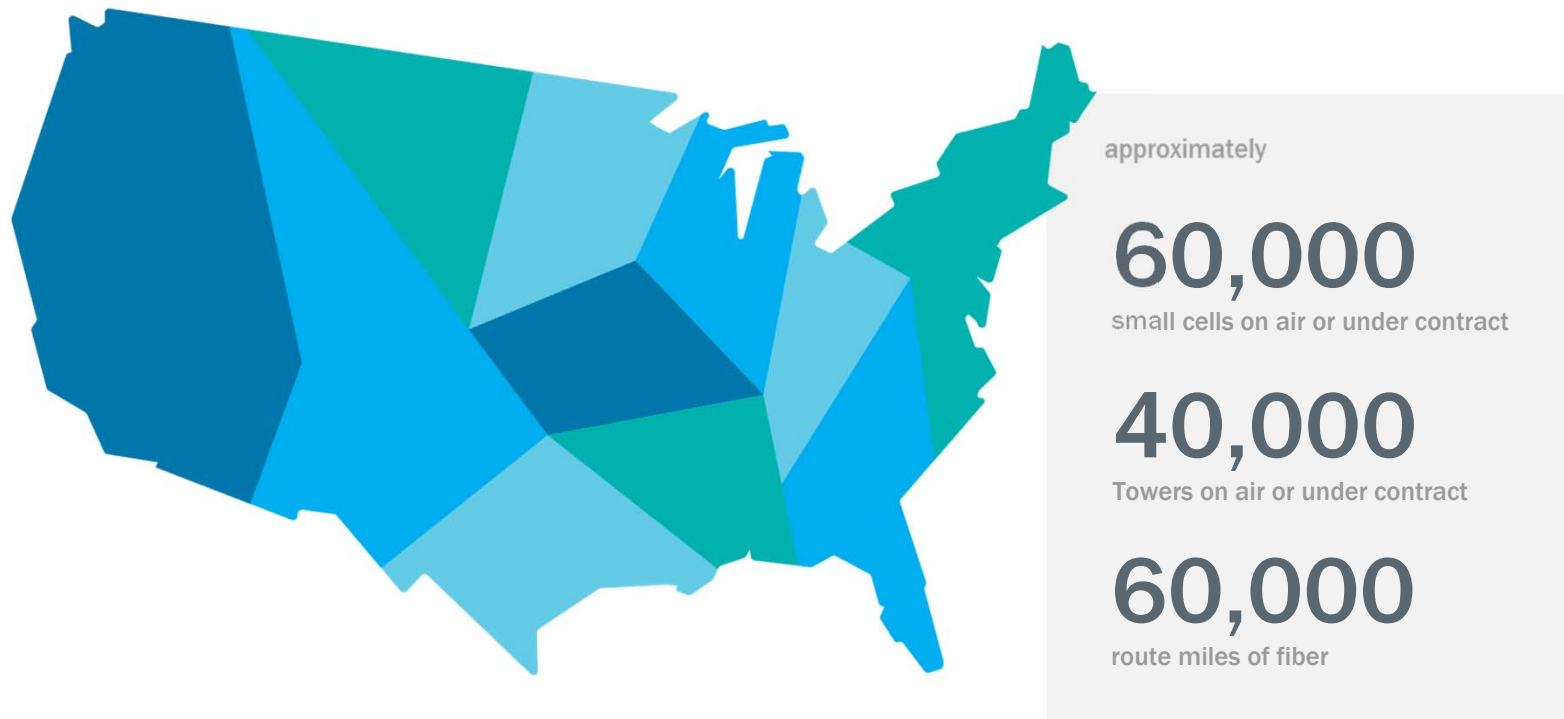 approximately
60,000
small cells on air or under contract
40,000
Towers on air or under contract
60,000
route miles of fiber